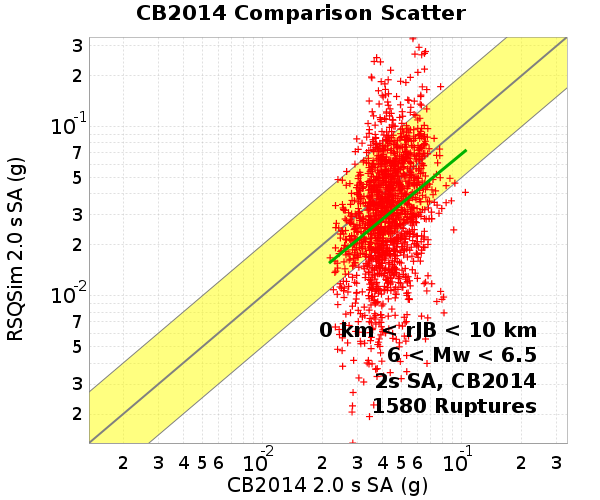 CB2014 Comparison Scatter
RSQSim 2.0 s SA (g)
3
2
10-1
7
5
3
2
10-2
7
5
3
2
0 km < rJB < 10 km
6 < Mw < 6.5
2s SA, CB2014
1580 Ruptures
2 3 4 5 6 10-2 2 3 4 5 6 10-1 2 3
CB2014 2.0 s SA (g)